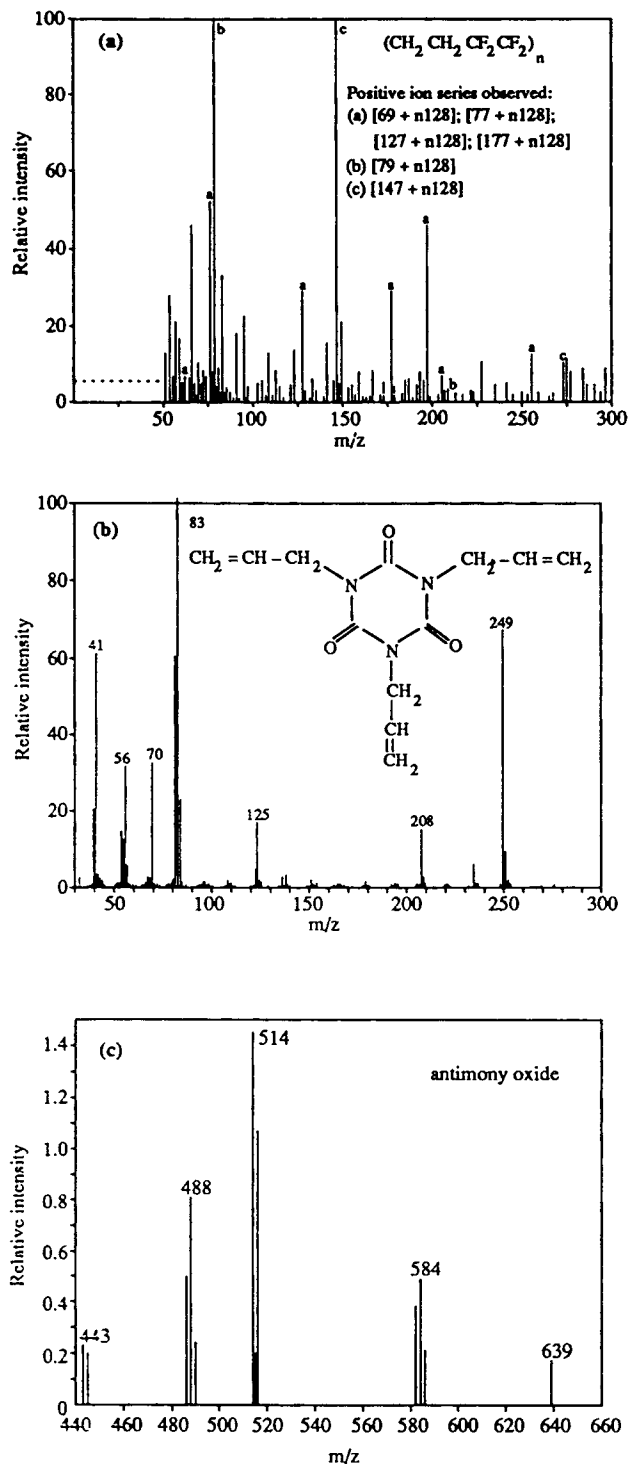 (a)
b
c
(CH2 CH2 CF2 CF2)n
Positive ion series observed:
(a) [69 + n128]; [77 + n128];
[127 + n128]; [177 + n128]
(b) [79 + n128]
(c) [147 + n128]
a
a
a
a
a
a
a
b
c
Relative intensity
100
80
60
40
20
0
50
100
150
200
250
300
m/z
(b)
83
CH2=CH-CH2
CH2-CH=CH2
O
N
N
O
N
O
CH2
CH
CH2
41
56
70
125
208
249
Relative intensity
100
80
60
40
20
0
50
100
150
200
250
300
m/z
(c)
514
antimony oxide
488
443
584
639
Relative intensity
1.4
1.2
1.0
0.8
0.6
0.4
0.2
0
440
460
480
500
520
540
560
580
600
620
640
660
m/z